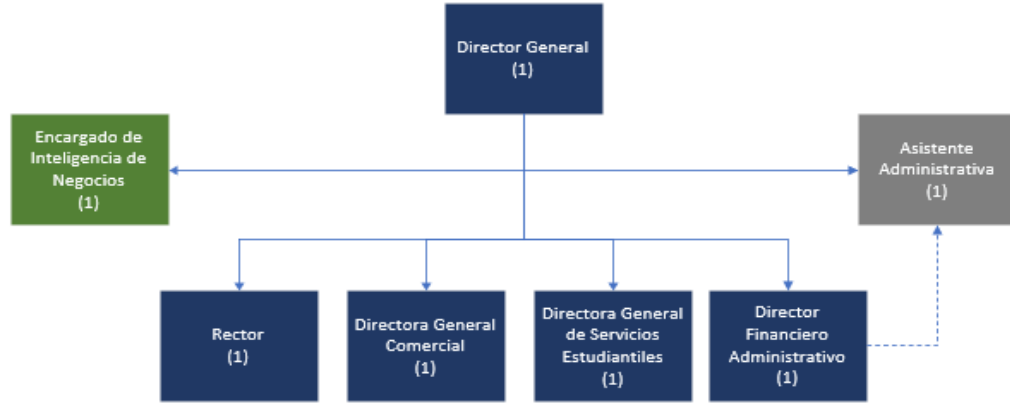 Director General
(1)
Encargado de
Inteligencia de
Negocios
(1)
Asistente
Administrativa
(1)
Rector
(1)
Directora General
Comercial
(1)
Directora General
de Servicios
Estudiantiles
(1)
Director
Financiero
Administrativo
(1)